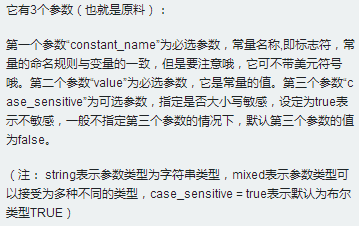 它有3个参数（也就是原料）：
第一个参数“constant_name”为必选参数，常量名称,即标志符，常
量的命名规则与变量的一致，但是要注意哦，它可不带美元符号
哦。第二个参数“value”为必选参数，它是常量的值。第三个参数“c
ase_sensitive”为可选参数，指定是否大小写敏感，设定为true表
示不敏感，一般不指定第三个参数的情况下，默认第三个参数的值
为false。
（注： string表示参数类型为字符串类型，mixed表示参数类型可
以接受为多种不同的类型，case_sensitive = true表示默认为布尔
类型TRUE）